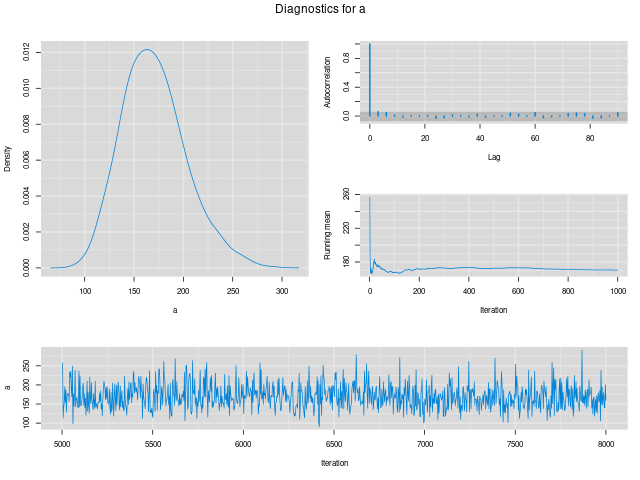 Diagnostics for a
Density
0.012
0.010
0.008
0.006
0.004
0.002
0.000
100 150 200 250 300
a
Autocorrelation
0.8
0.4
0.0
0 20 40 60 80
Lag
Running mean
260
220
180
0 200 400 600 800 1000
Iteration
a
250
200
150
100
5000 5500 6000 6500 7000 7500 8000
Iteration